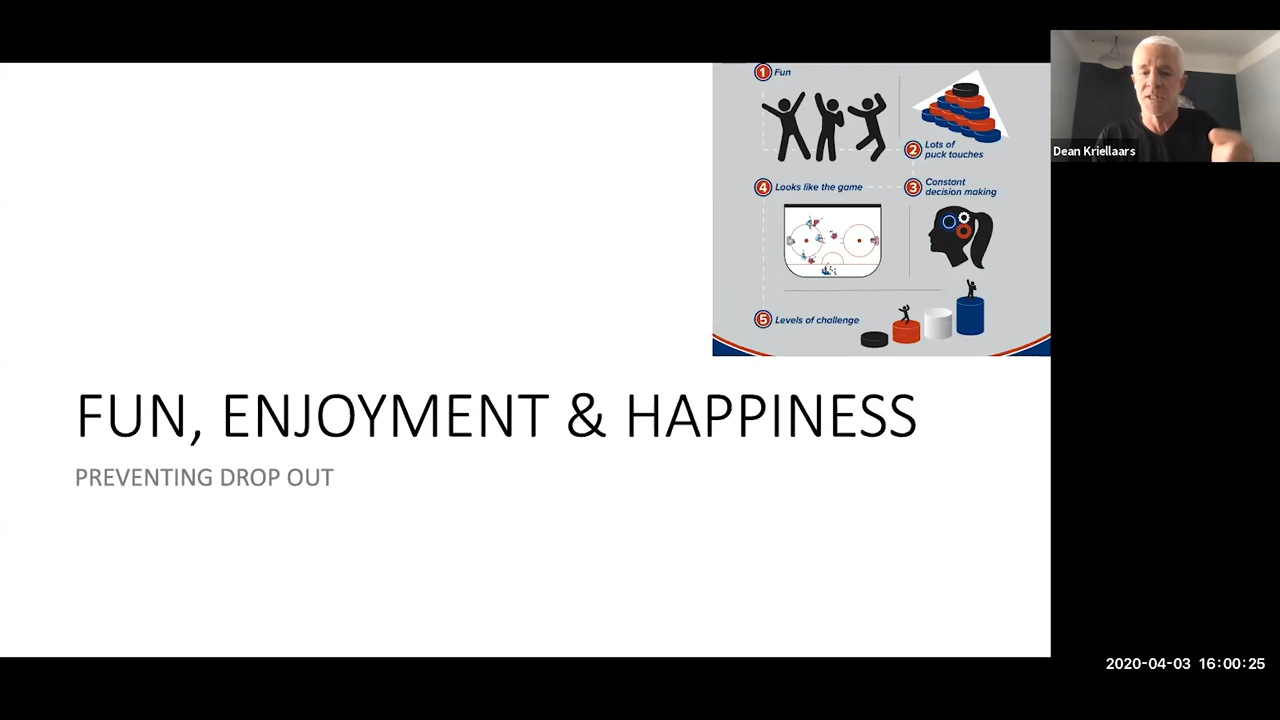 1 Fun
2 Lots of
puck touches
4 Looks like the game
3 Constant
decision making
5 Levels of challenge
FUN, ENJOYMENT & HAPPINESS
PREVENTING DROP OUT
Dean Kriellaars
2020-04-03 16:00:25